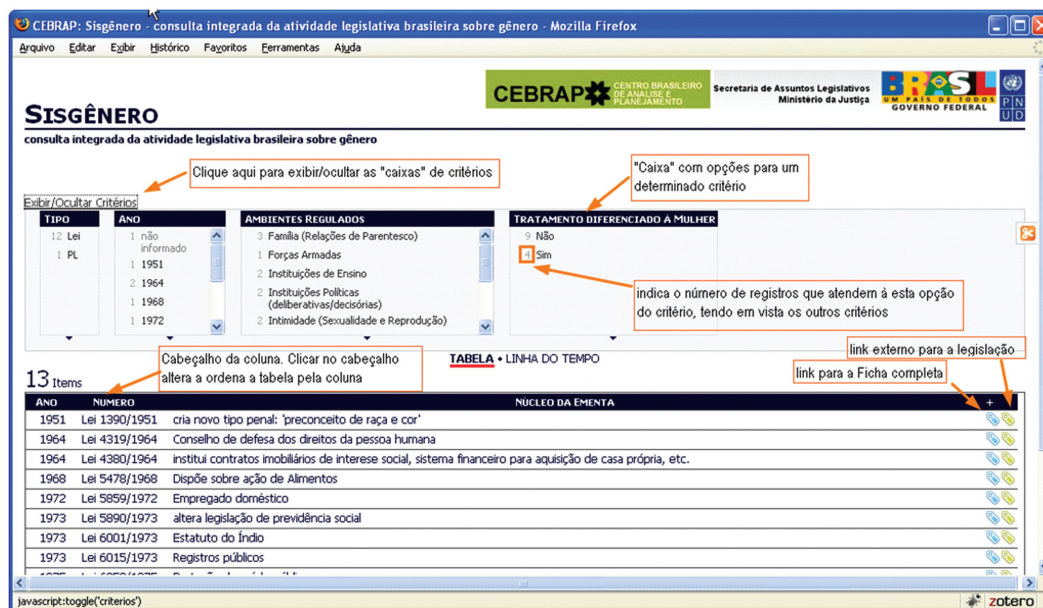 CEBRAP: Sisgênero - consulta integrada da atividade legislativa brasileira sobre gênero - Mozilla Firefox
Arquivo Editar Exibir Histórico Favoritos Ferramentas Ajuda
CEBRAP CENTRO BRASILEIRO DE ANÁLISE E PLANEJAMENTO
Secretaria de Assuntos Legislativos
Ministério da Justiça
BRASIL
UM PAÍS DE TODOS
GOVERNO FEDERAL
PNUD
SISGÊNERO
consulta integrada da atividade legislativa brasileira sobre gênero
Clique aqui para exibir/ocultar as "caixas" de critérios
"Caixa" com opções para um
determinado critério
Exibir/Ocultar Critérios
TIPO
12 Lei
1 PL
ANO
1 não
informado
1 1951
2 1964
1 1968
1 1972
AMBIENTES REGULADOS
3 Família (Relações de Parentesco)
1 Forças Armadas
2 Instituições de Ensino
2 Instituições Políticas
(deliberativas/decisórias)
2 Intimidade (Sexualidade e Reprodução)
TRATAMENTO DIFERENCIADO À MULHER
9 Não
4 Sim
indica o número de registros que atendem à esta opção
do critério, tendo em vista os outros critérios
Cabeçalho da coluna. Clicar no cabeçalho
altera a ordena a tabela pela coluna
TABELA • LINHA DO TEMPO
link externo para a legislação
link para a Ficha completa
13 Items
ANO NUMERO NÚCLEO DA EMENTA +
1951 Lei 1390/1951 cria novo tipo penal: 'preconceito de raça e cor'
1964 Lei 4319/1964 Conselho de defesa dos direitos da pessoa humana
1964 Lei 4380/1964 institui contratos imobiliários de interese social, sistema financeiro para aquisição de casa própria, etc.
1968 Lei 5478/1968 Dispõe sobre ação de Alimentos
1972 Lei 5859/1972 Empregado doméstico
1973 Lei 5890/1973 altera legislação de previdência social
1973 Lei 6001/1973 Estatuto do Índio
1973 Lei 6015/1973 Registros públicos
javascript:toggle('criterios')
zotero